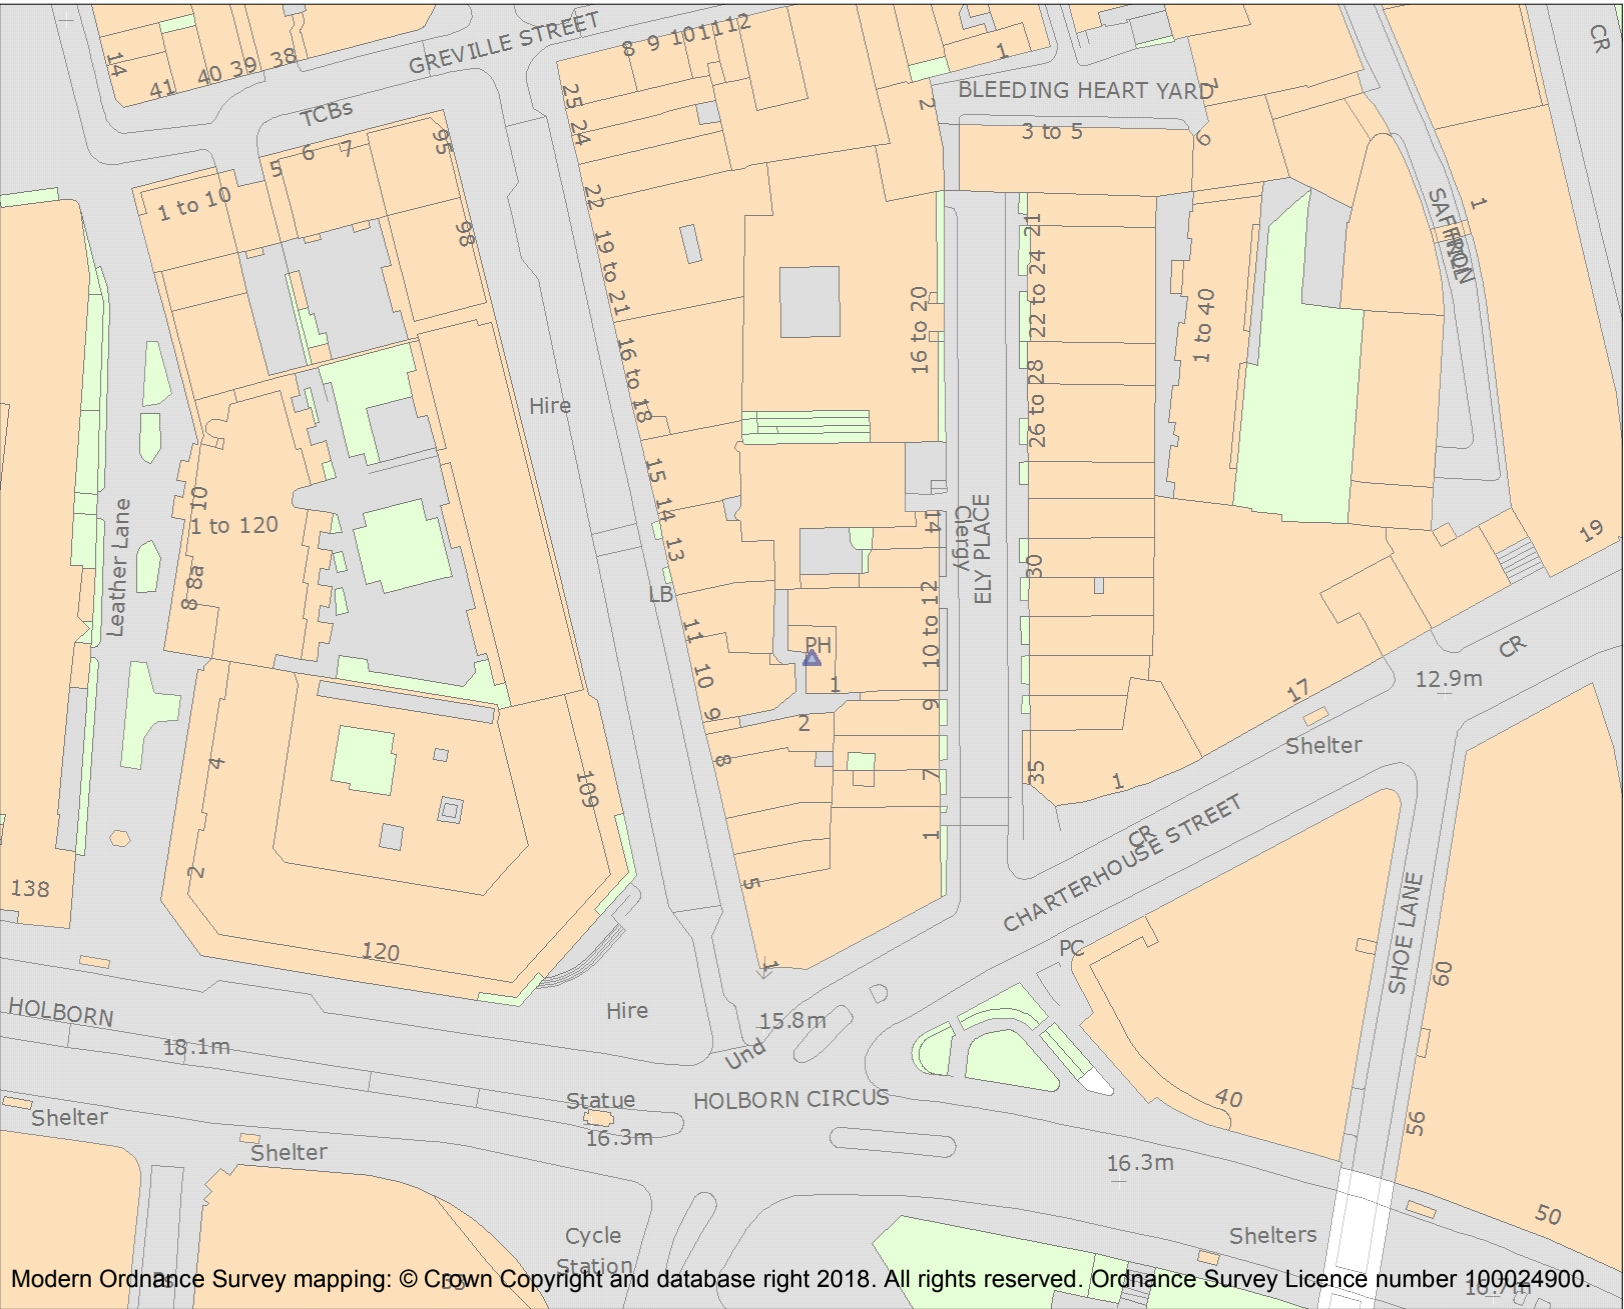 GREVILLE STREET
8 9 10 11 12
14
41
40 39 38
1
BLEEDING HEART YARD
7
CR
TCBs
95
25
24
2
3 to 5
6
5
6
7
1 to 10
98
22
19 to 21
21
22 to 24
1 to 40
SAFFRON
HILL
1
16 to 20
16 to 18
26 to 28
Hire
Leather Lane
10
1 to 120
8a
8
15
14
13
LB
14
Clergy
ELY PLACE
30
19
11
10
9
10 to 12
PH
1
2
9
8
7
35
1
17
12.9m
CR
Shelter
4
109
2
138
120
5
1
1
CR
CHARTERHOUSE STREET
SHOE LANE
60
56
PC
HOLBORN
Hire
15.8m
Und
18.1m
Statue
HOLBORN CIRCUS
40
Shelter
16.3m
Shelter
16.3m
Cycle
Station
Shelters
50
33
16.7m
Modern Ordnance Survey mapping: © Crown Copyright and database right 2018. All rights reserved. Ordnance Survey Licence number 100024900.